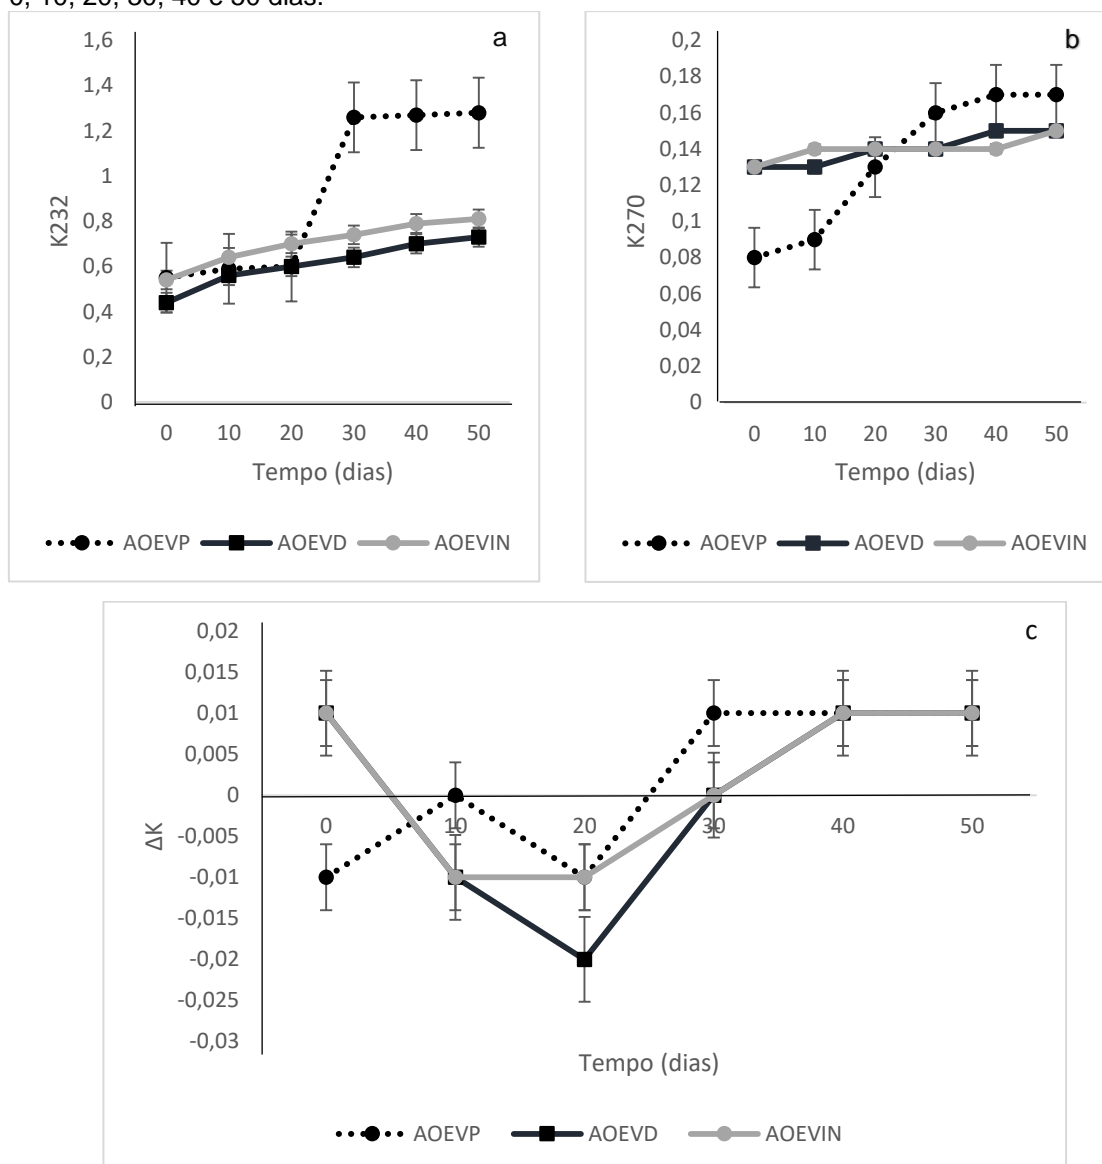 0, 10, 20, 30, 40 e 50 dias.
a
1,6
1,4
1,2
1
0,8
0,6
0,4
0,2
0
K232
0 10 20 30 40 50
Tempo (dias)
AOEVP AOEVD AOEVIN
b
0,2
0,18
0,16
0,14
0,12
0,1
0,08
0,06
0,04
0,02
0
K270
0 10 20 30 40 50
Tempo (dias)
AOEVP AOEVD AOEVIN
c
0,02
0,015
0,01
0,005
0
-0,005
-0,01
-0,015
-0,02
-0,025
-0,03
ΔK
0 10 20 30 40 50
Tempo (dias)
AOEVP AOEVD AOEVIN